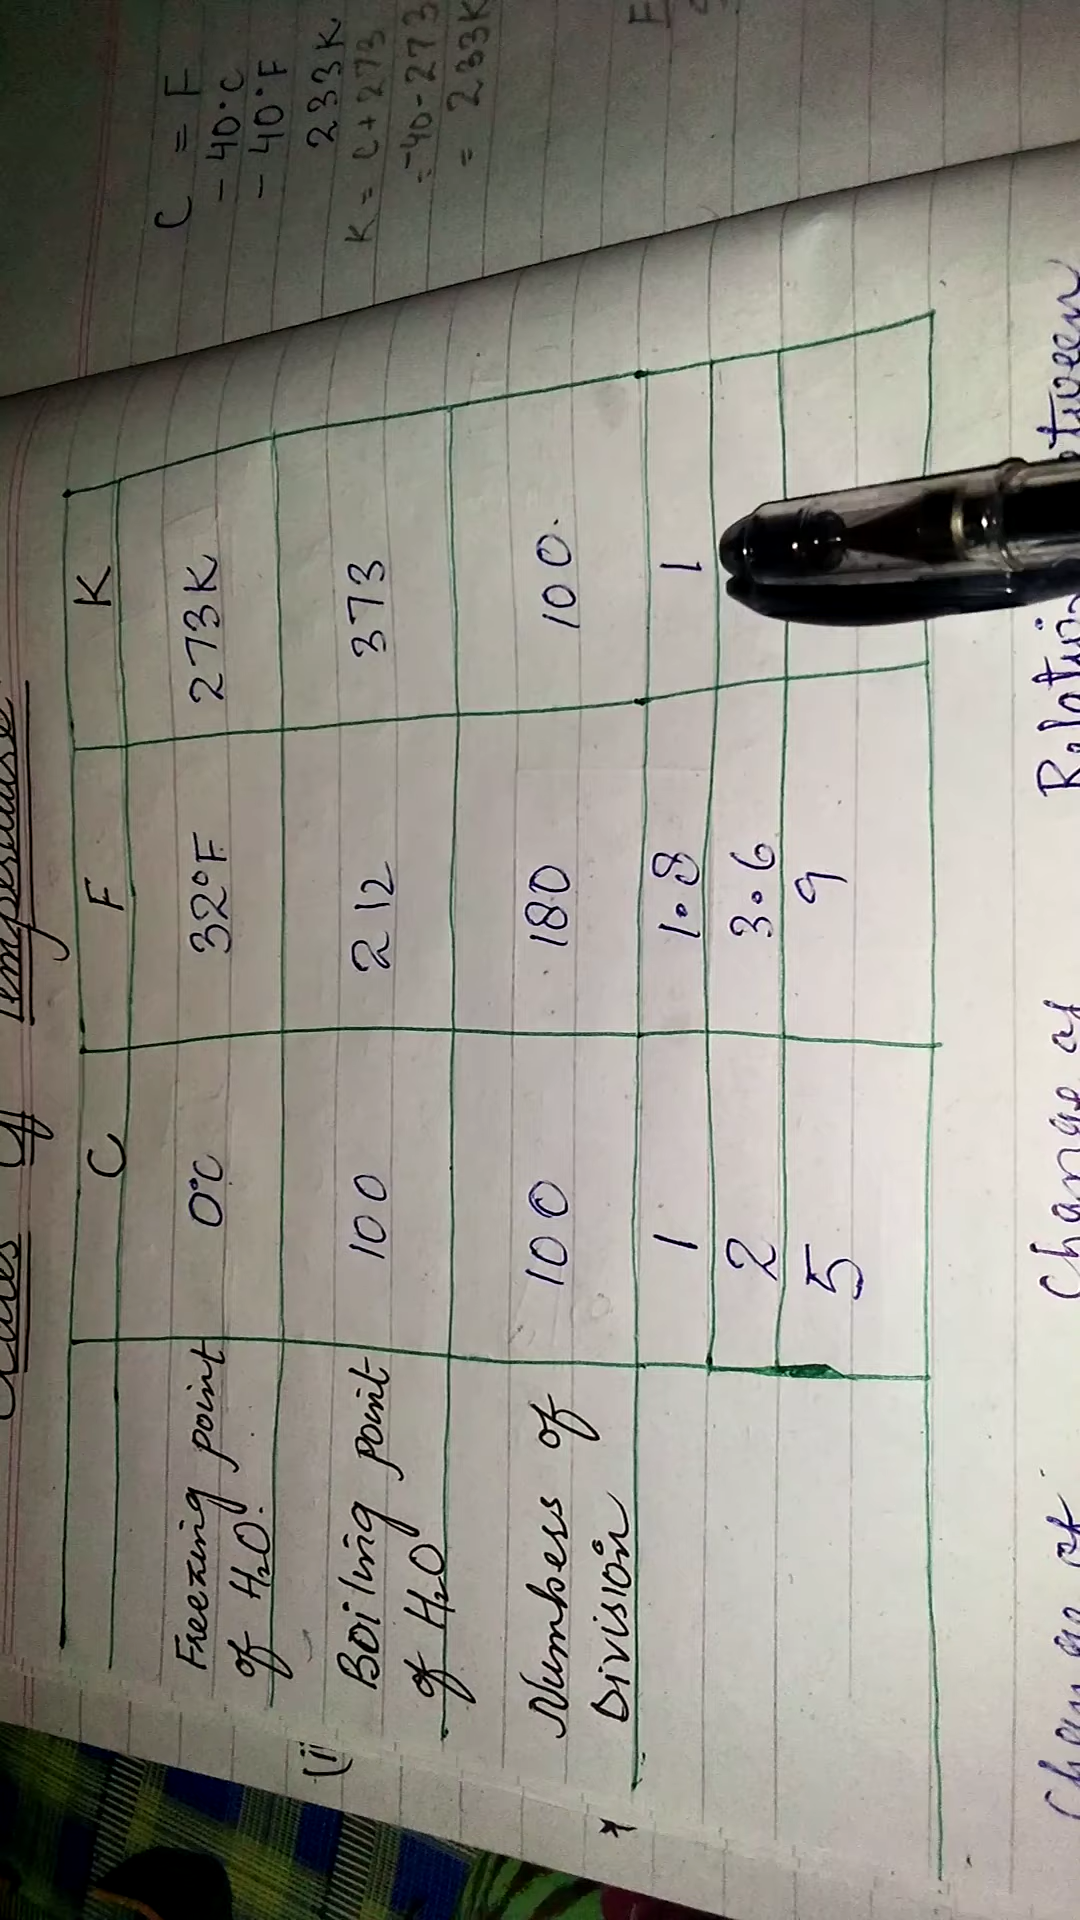 C = F
-40°C
-40°F
233K
K = C+273
=-40-273
= 233K
of Temperature
C F K
Freezing point of H₂O. 0°C 32°F 273K
(ii
Boiling point of H₂O 100 212 373
Numbers of Division 100 180 100.
1 1.8 1
2 3.6
5 9
Change of Change of Relation